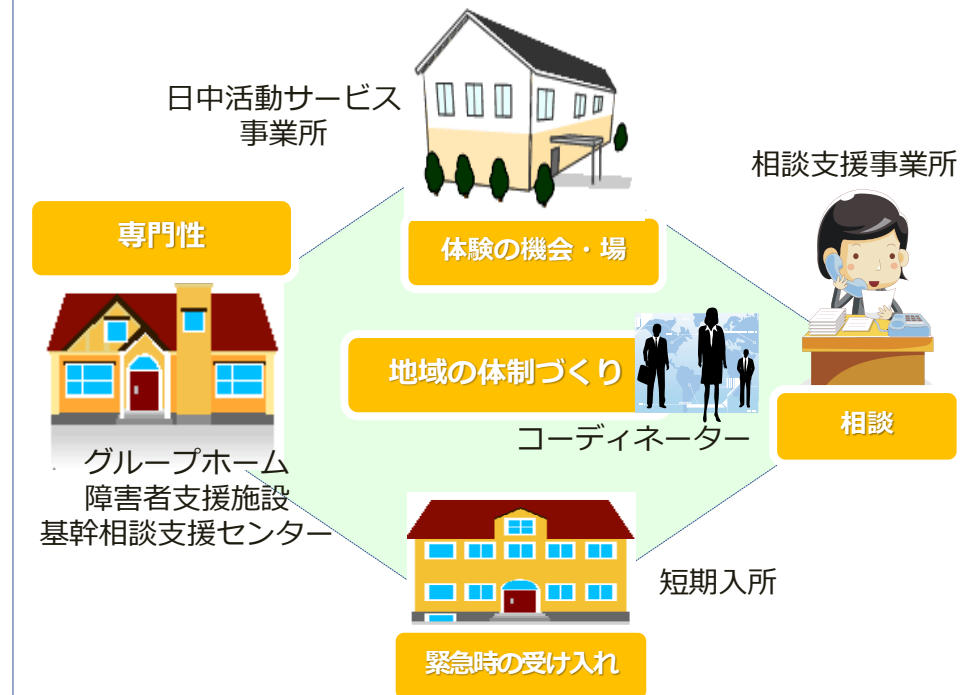 日中活動サービス
事業所
相談支援事業所
専門性
体験の機会・場
地域の体制づくり
コーディネーター
相談
グループホーム
障害者支援施設
基幹相談支援センター
短期入所
緊急時の受け入れ